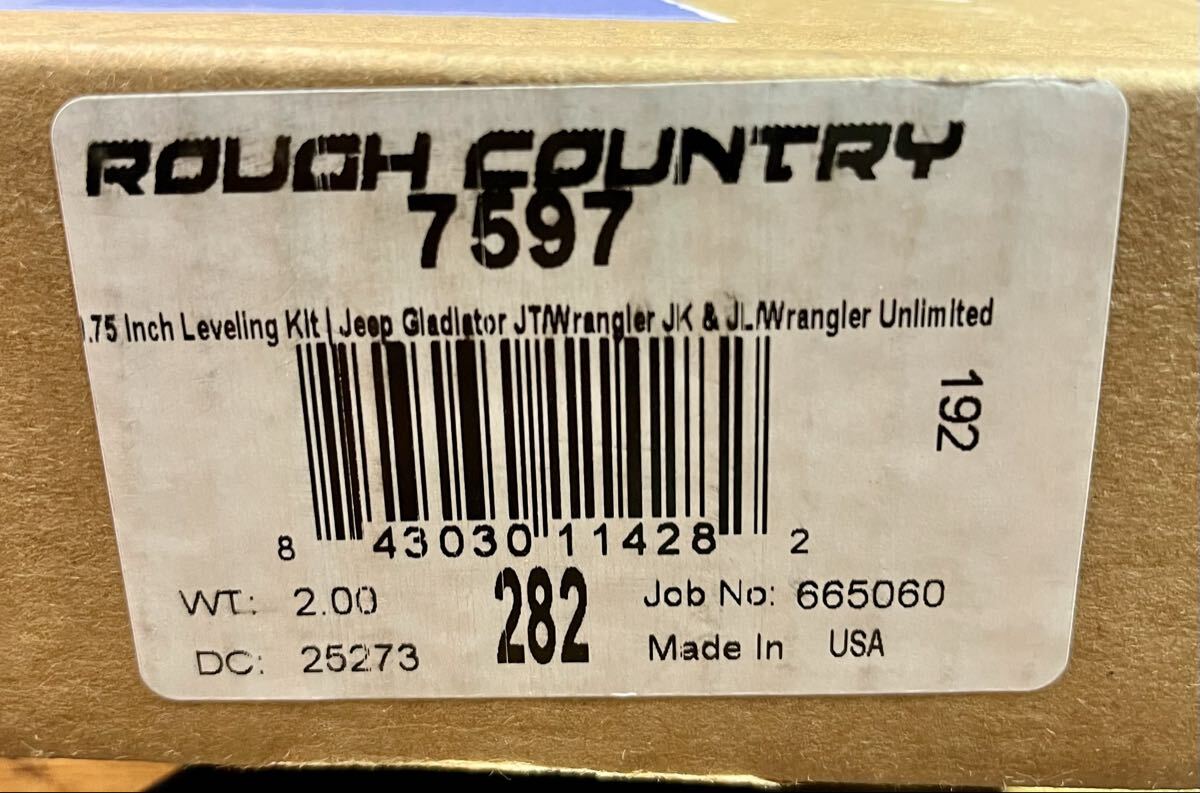 ROUGH COUNTRY
7597
.75 Inch Leveling Kit | Jeep Gladiator JT/Wrangler JK & JL/Wrangler Unlimited
192
8 43030 11428 2
WT: 2.00
282
Job No: 665060
DC: 25273
Made In USA